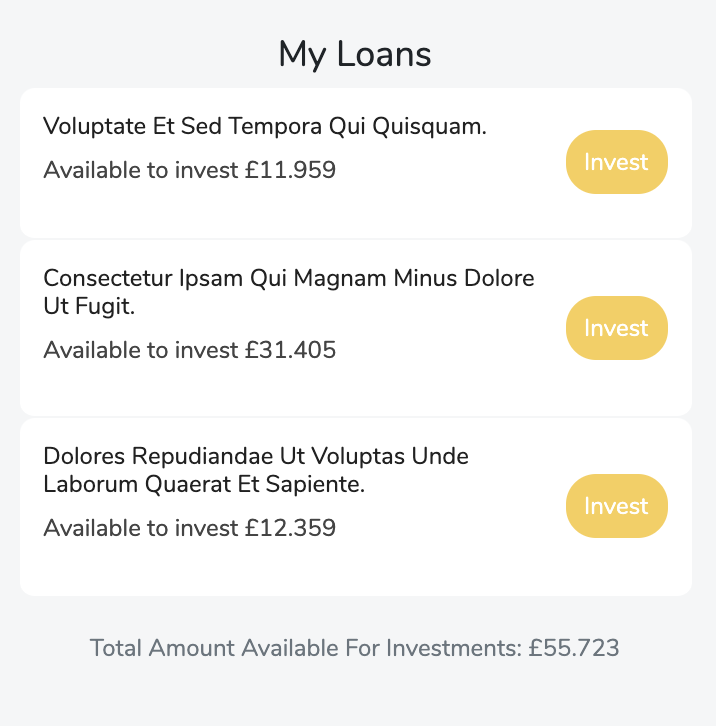 My Loans
Voluptate Et Sed Tempora Qui Quisquam.
Available to invest £11.959
Invest
Consectetur Ipsam Qui Magnam Minus Dolore
Ut Fugit.
Available to invest £31.405
Invest
Dolores Repudiandae Ut Voluptas Unde
Laborum Quaerat Et Sapiente.
Available to invest £12.359
Invest
Total Amount Available For Investments: £55.723